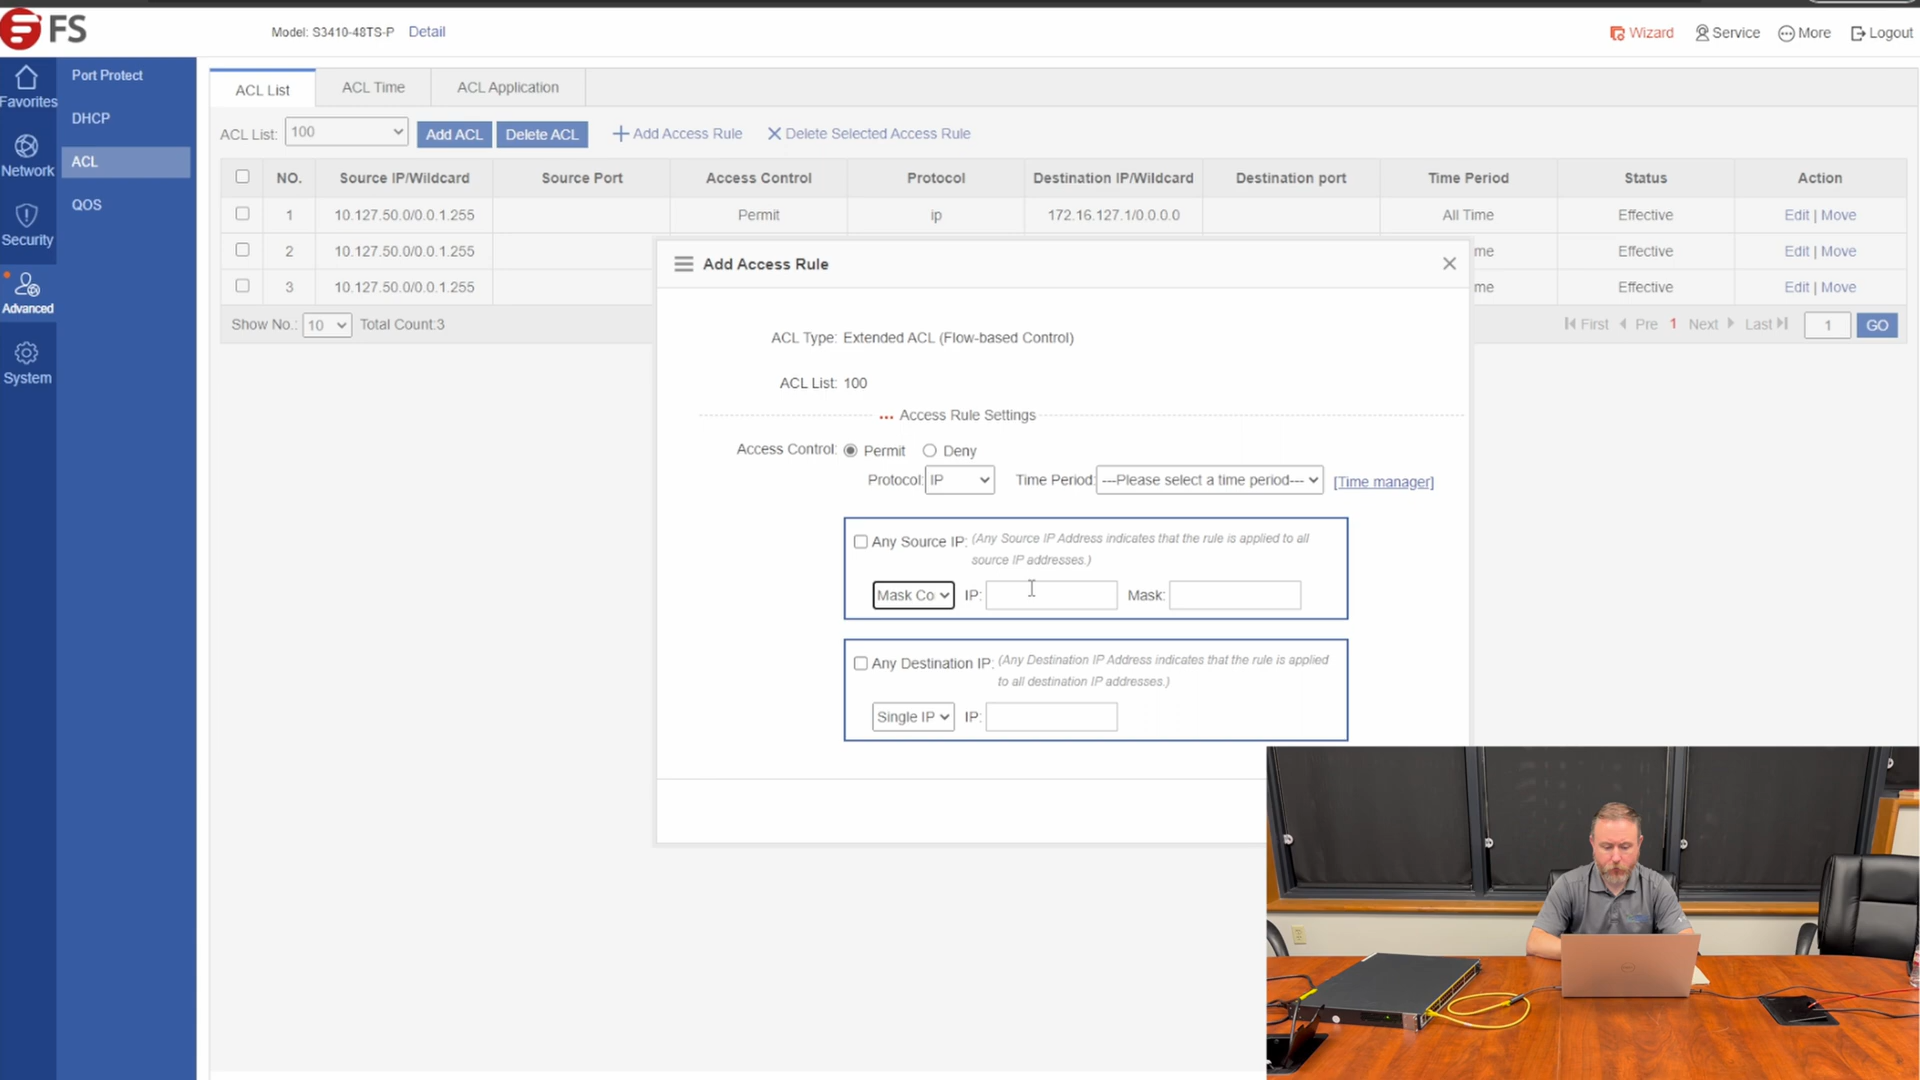 FS
Model: S3410-48TS-P Detail
Wizard Service More Logout
Favorites
Network
Security
Advanced
System
Port Protect
DHCP
ACL
QOS
ACL List ACL Time ACL Application
ACL List: 100 Add ACL Delete ACL Add Access Rule Delete Selected Access Rule
NO. Source IP/Wildcard Source Port Access Control Protocol Destination IP/Wildcard Destination port Time Period Status Action
1 10.127.50.0/0.0.1.255 Permit ip 172.16.127.1/0.0.0.0 All Time Effective Edit | Move
2 10.127.50.0/0.0.1.255 me Effective Edit | Move
3 10.127.50.0/0.0.1.255 me Effective Edit | Move
Show No.: 10 Total Count:3 First Pre 1 Next Last 1 GO
Add Access Rule
ACL Type: Extended ACL (Flow-based Control)
ACL List: 100
... Access Rule Settings
Access Control: Permit Deny
Protocol: IP Time Period: ---Please select a time period--- [Time manager]
Any Source IP: (Any Source IP Address indicates that the rule is applied to all
source IP addresses.)
Mask Co IP: Mask:
Any Destination IP: (Any Destination IP Address indicates that the rule is applied
to all destination IP addresses.)
Single IP IP: